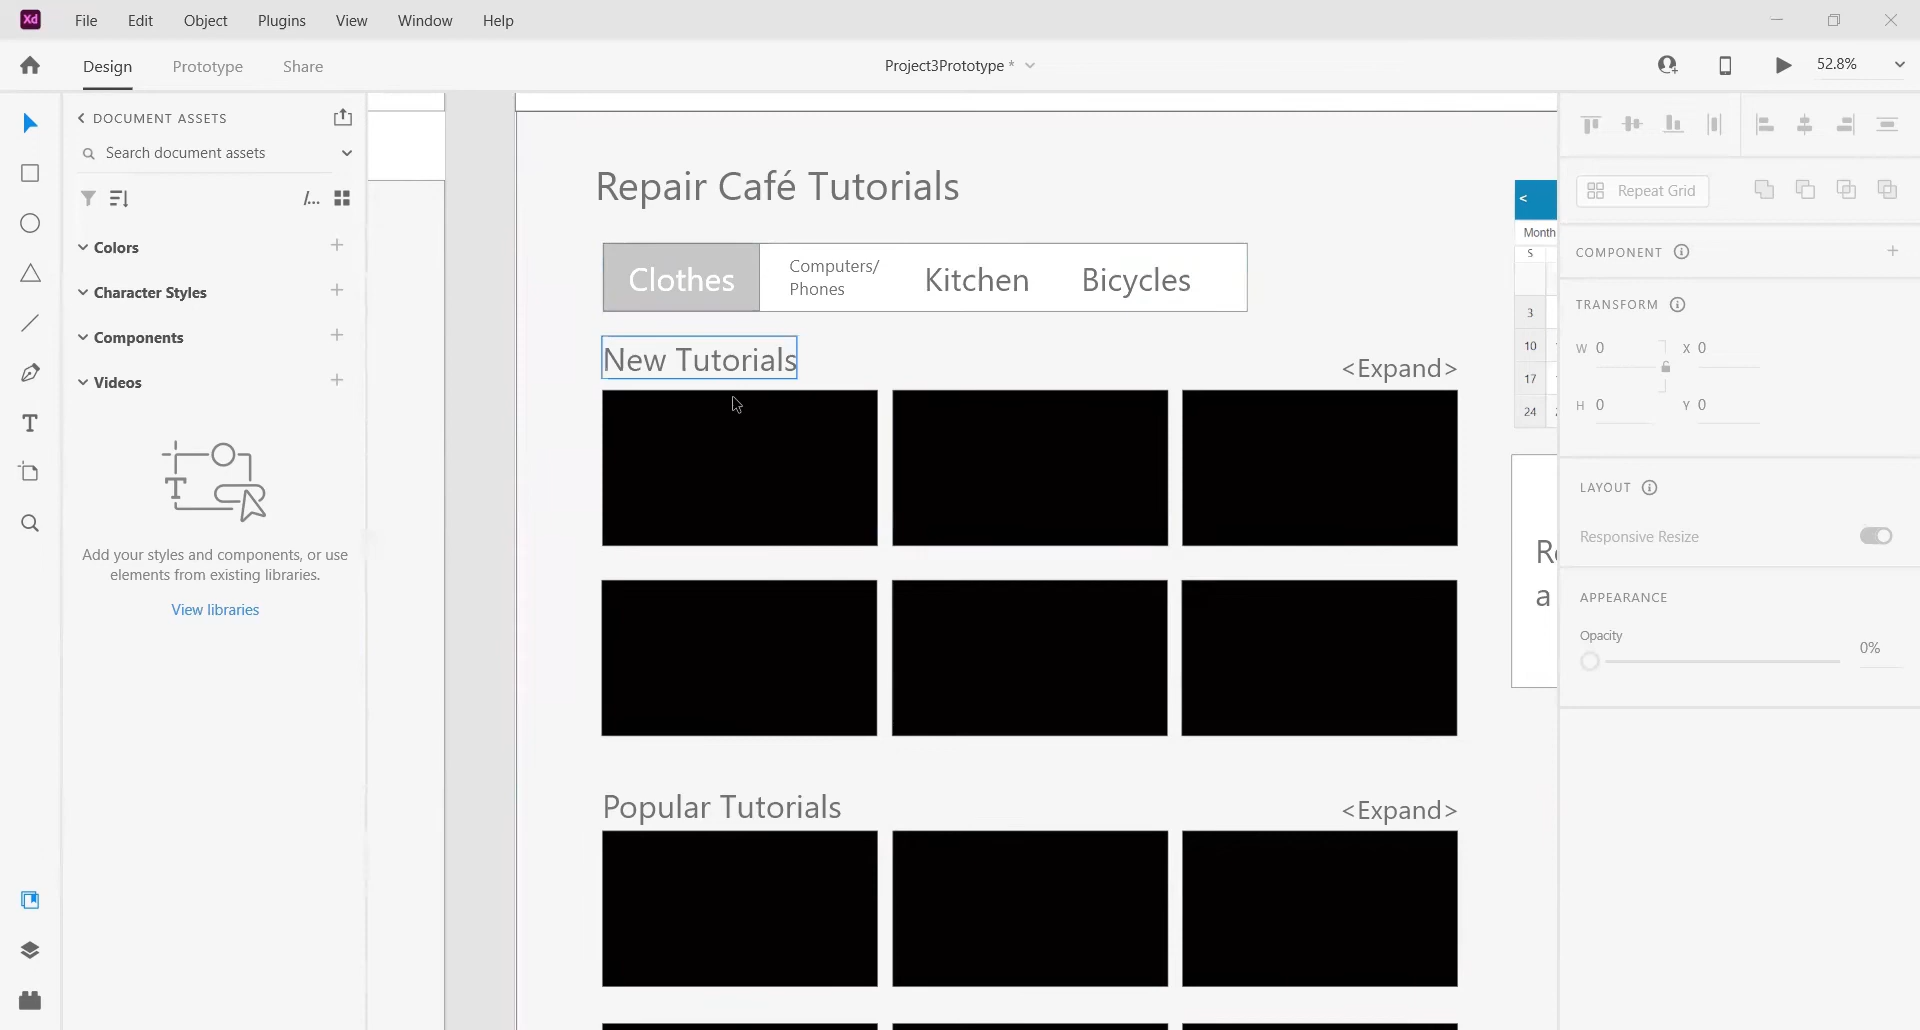 Xd File Edit Object Plugins View Window Help
Design Prototype Share Project3Prototype * 52.8%
DOCUMENT ASSETS
Search document assets
/...
Colors
Character Styles
Components
Videos
Add your styles and components, or use
elements from existing libraries.
View libraries
Repair Café Tutorials
Clothes
Computers/
Phones
Kitchen
Bicycles
New Tutorials
<Expand>
Popular Tutorials
<Expand>
<
Month
S
3
10
17
24
a
Repeat Grid
COMPONENT
TRANSFORM
W 0 X 0
H 0 Y 0
LAYOUT
Responsive Resize
APPEARANCE
Opacity
0%